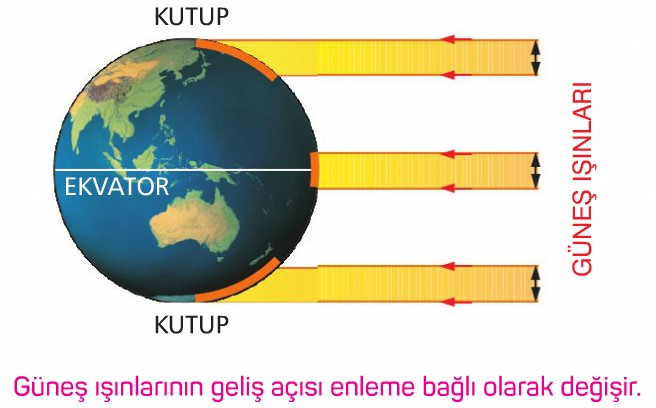 KUTUP
EKVATOR
KUTUP
GÜNEŞ IŞINLARI
Güneş ışınlarının geliş açısı enleme bağlı olarak değişir.